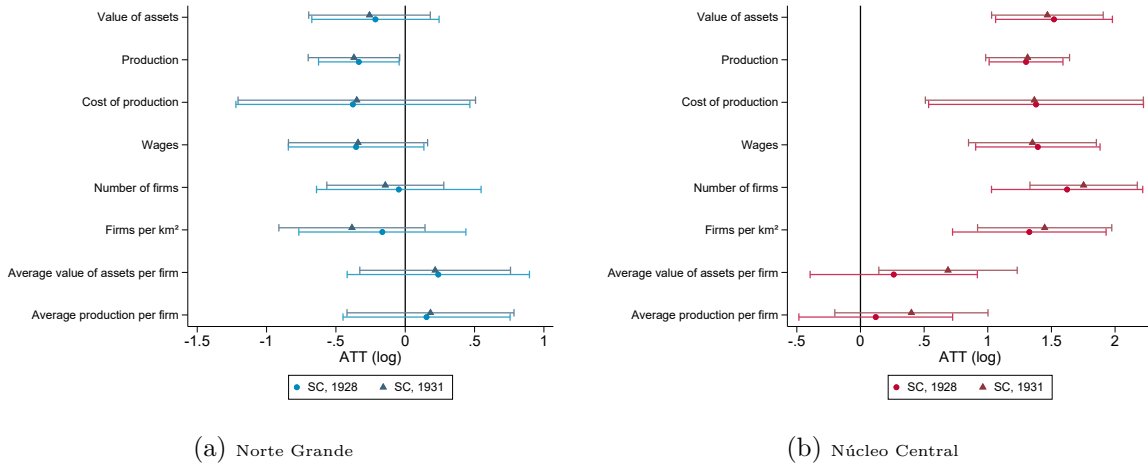 Value of assets
Production
Cost of production
Wages
Number of firms
Firms per km²
Average value of assets per firm
Average production per firm
-1.5 -1 -.5 0 .5 1
ATT (log)
SC, 1928 SC, 1931
(a) Norte Grande
Value of assets
Production
Cost of production
Wages
Number of firms
Firms per km²
Average value of assets per firm
Average production per firm
-.5 0 .5 1 1.5 2
ATT (log)
SC, 1928 SC, 1931
(b) Núcleo Central